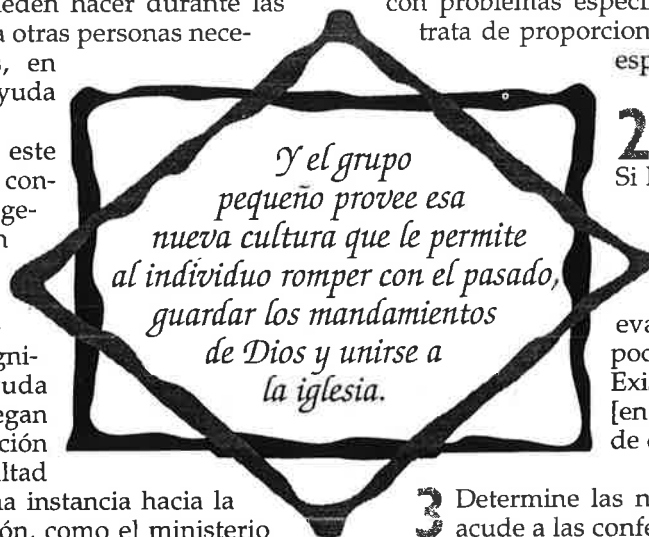 eden hacer durante las
a otras personas nece-
, en
yuda
este
con-
ge-
n
gni-
uda
egan
ción
ltad
na instancia hacia la
ón, como el ministerio
Y el grupo
pequeño provee esa
nueva cultura que le permite
al individuo romper con el pasado,
guardar los mandamientos
de Dios y unirse a
la iglesia.
con problemas especí
trata de proporcion
esp
2
Si l
eva
poc
Exi
[en
de
3 Determine las n
acude a las confe